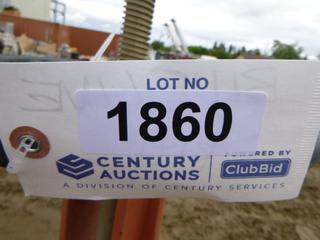 LOT NO
1860
CENTURY AUCTIONS
POWERED BY
ClubBid
A DIVISION OF CENTURY SERVICES